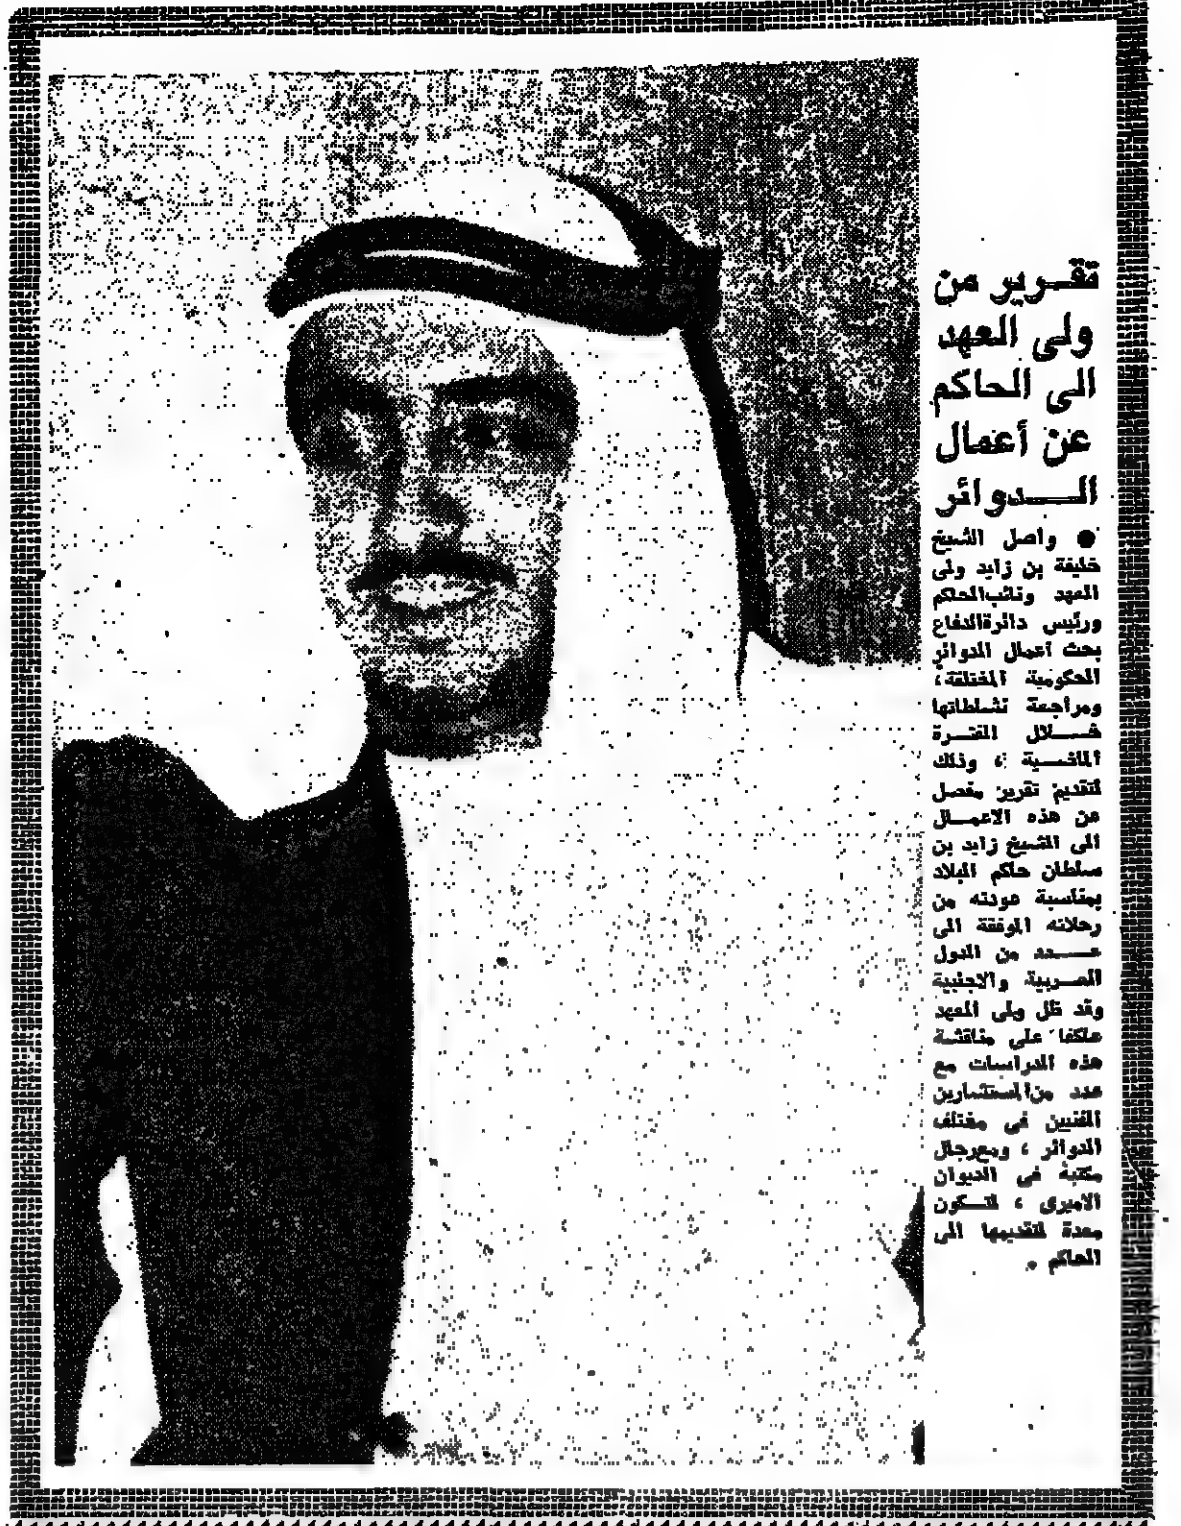 تقرير من
ولى العهد
الى الحاكم
عن أعمال
الدوائر
● واصل الشيخ
خليفة بن زايد ولى
العهد ونائب الحاكم
ورئيس دائرة الدفاع
بحث اعمال الدوائر
الحكومية المختلفة ،
ومراجعة نشاطاتها
خلال الفترة
الماضية ، وذلك
لتقديم تقرير مفصل
عن هذه الاعمال
الى الشيخ زايد بن
سلطان حاكم البلاد
بمناسبة عودته من
رحلاته الموفقة الى
عدد من الدول
العربية والاجنبية
وقد ظل ولى العهد
عاكفا على مناقشة
هذه الدراسات مع
عدد من المستشارين
الفنيين فى مختلف
الدوائر ، ومع رجال
مكتبة فى الديوان
الاميرى ، لتكون
معدة لتقديمها الى
الحاكم .